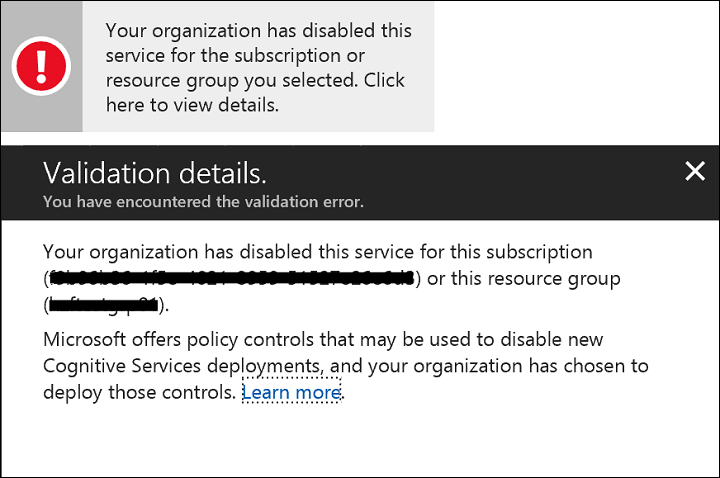 Your organization has disabled this
service for the subscription or
resource group you selected. Click
here to view details.
Validation details.
You have encountered the validation error.
Your organization has disabled this service for this subscription
( ) or this resource group
( ).
Microsoft offers policy controls that may be used to disable new
Cognitive Services deployments, and your organization has chosen to
deploy those controls. Learn more.